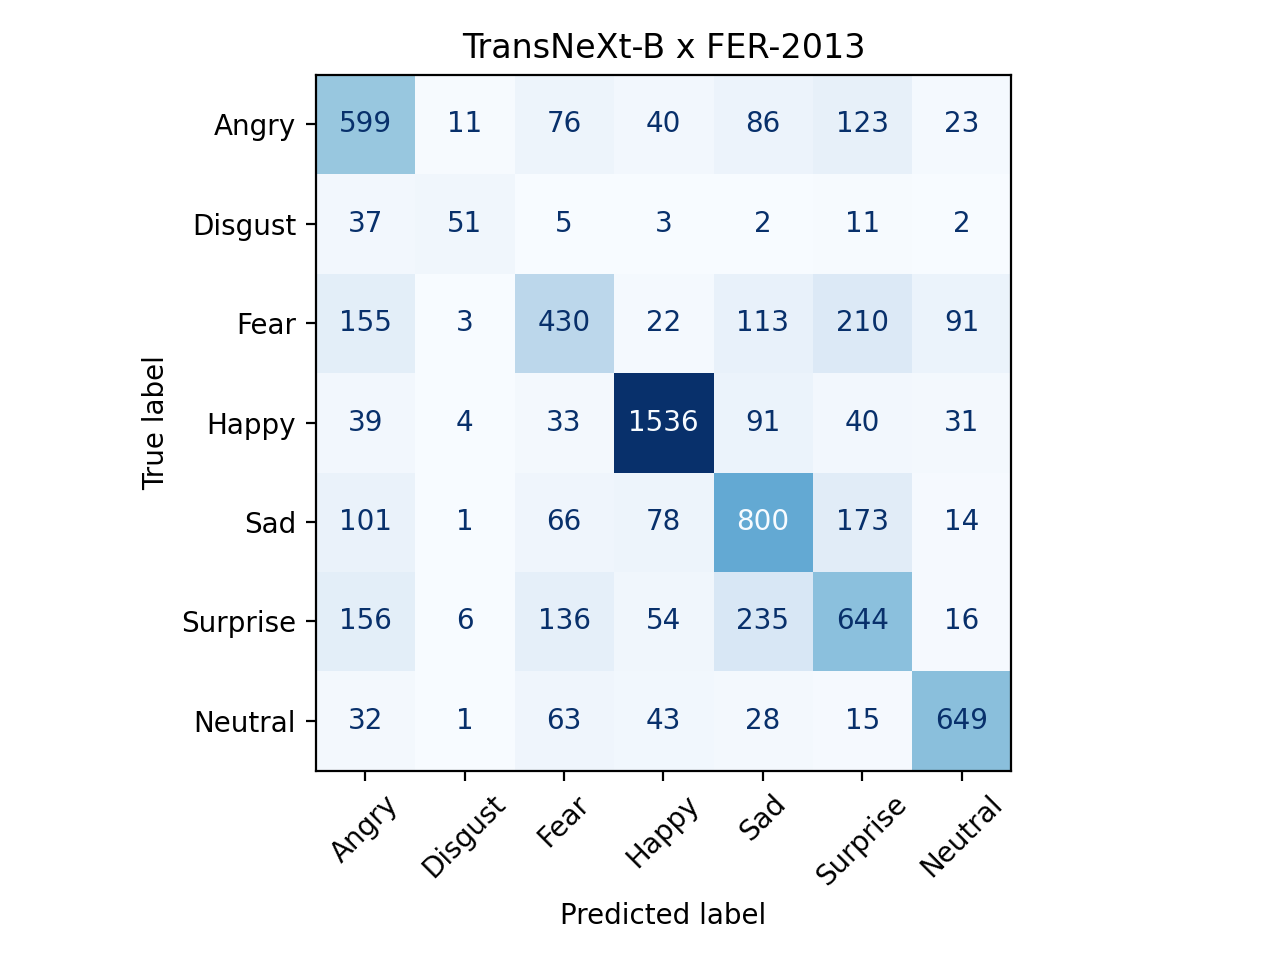 TransNeXt-B x FER-2013
Angry 599 11 76 40 86 123 23
Disgust 37 51 5 3 2 11 2
Fear 155 3 430 22 113 210 91
Happy 39 4 33 1536 91 40 31
Sad 101 1 66 78 800 173 14
Surprise 156 6 136 54 235 644 16
Neutral 32 1 63 43 28 15 649
True label
Angry Disgust Fear Happy Sad Surprise Neutral
Predicted label